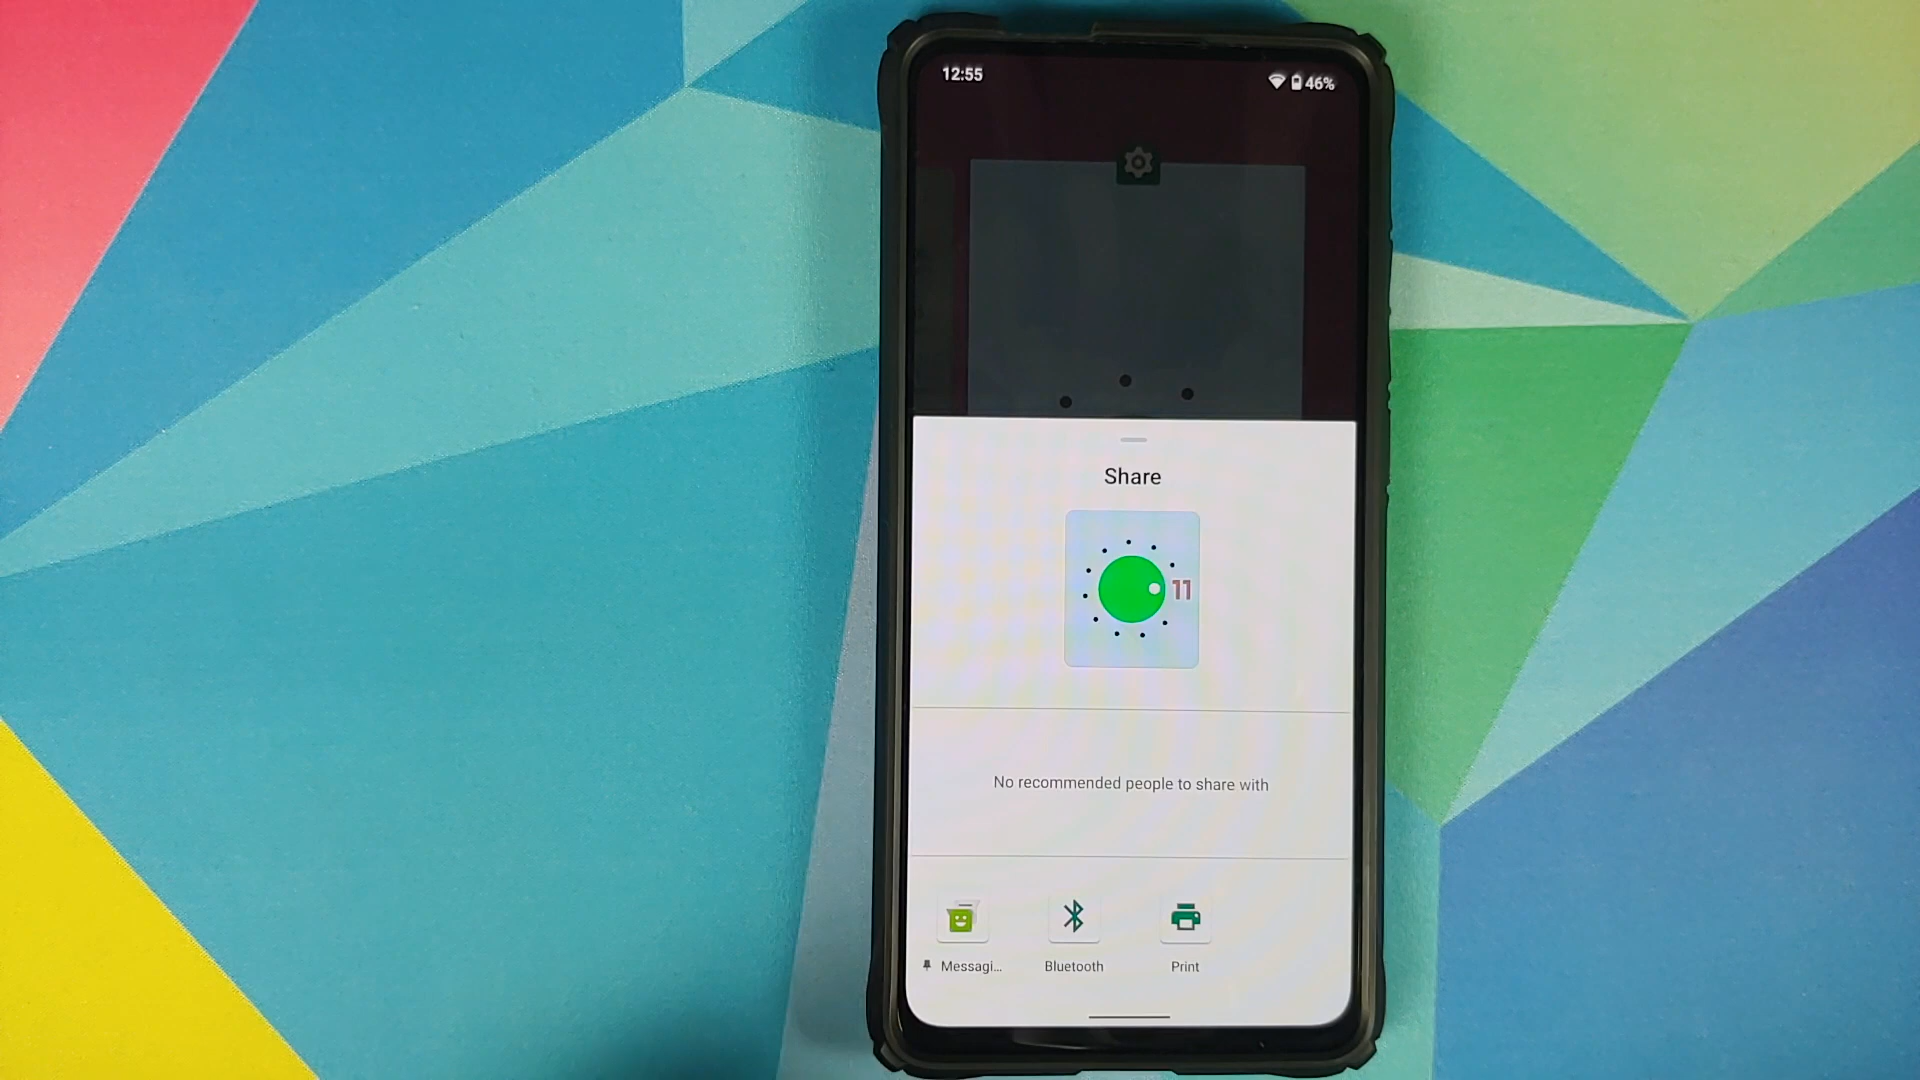 12:55
46%
Share
11
No recommended people to share with
Messagi...
Bluetooth
Print